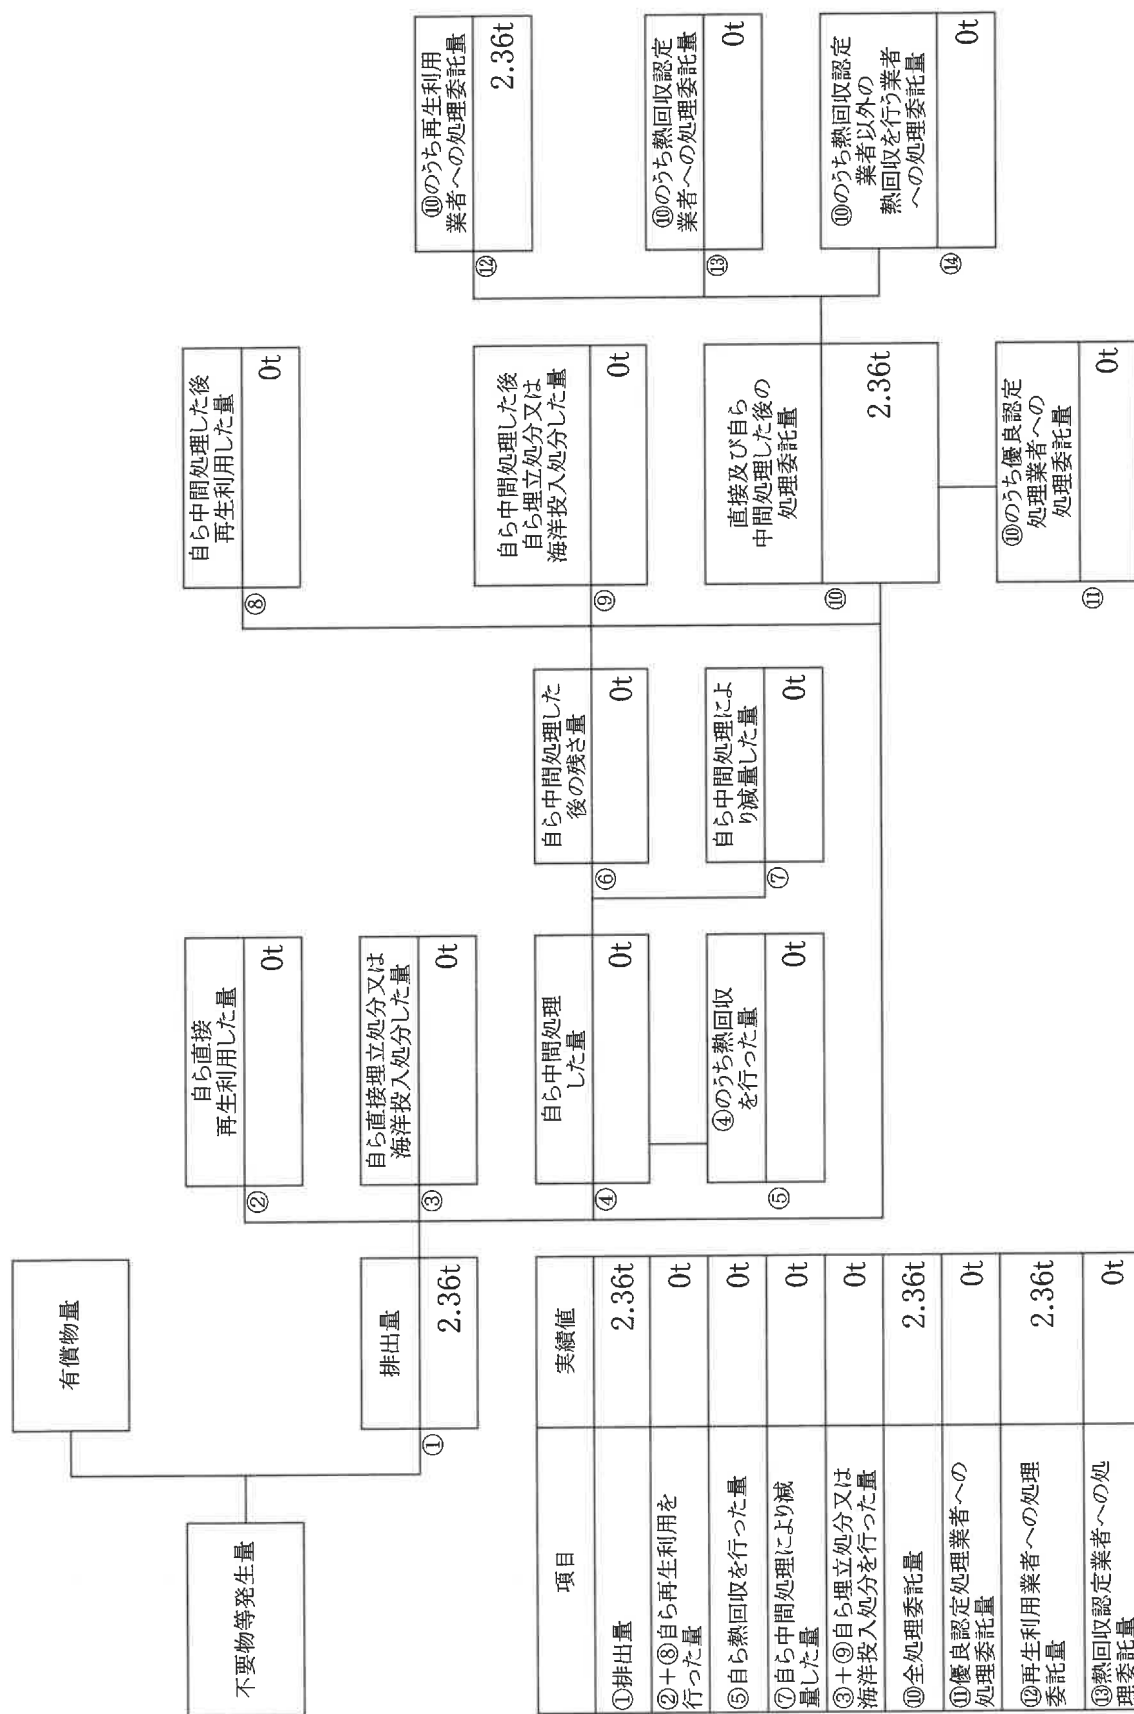 不要物等発生量
有償物量
排出量
①
2.36t
自ら直接
再生利用した量
②
0t
自ら直接埋立処分又は
海洋投入処分した量
③
0t
自ら中間処理
した量
④
0t
④のうち熱回収
を行った量
⑤
0t
自ら中間処理した
後の残さ量
⑥
0t
自ら中間処理によ
り減量した量
⑦
0t
自ら中間処理した後
再生利用した量
⑧
0t
自ら中間処理した後
自ら埋立処分又は
海洋投入処分した量
⑨
0t
直接及び自ら
中間処理した後の
処理委託量
⑩
2.36t
⑩のうち優良認定
処理業者への
処理委託量
⑪
0t
⑩のうち再生利用
業者への処理委託量
⑫
2.36t
⑩のうち熱回収認定
業者への処理委託量
⑬
0t
⑩のうち熱回収認定
業者以外の
熱回収を行う業者
への処理委託量
⑭
0t
項目
実績値
①排出量
2.36t
②+⑧自ら再生利用を
行った量
0t
⑤自ら熱回収を行った量
0t
⑦自ら中間処理により減
量した量
0t
③+⑨自ら埋立処分又は
海洋投入処分を行った量
0t
⑩全処理委託量
2.36t
⑪優良認定処理業者への
処理委託量
0t
⑫再生利用業者への処理
委託量
2.36t
⑬熱回収認定業者への処
理委託量
0t